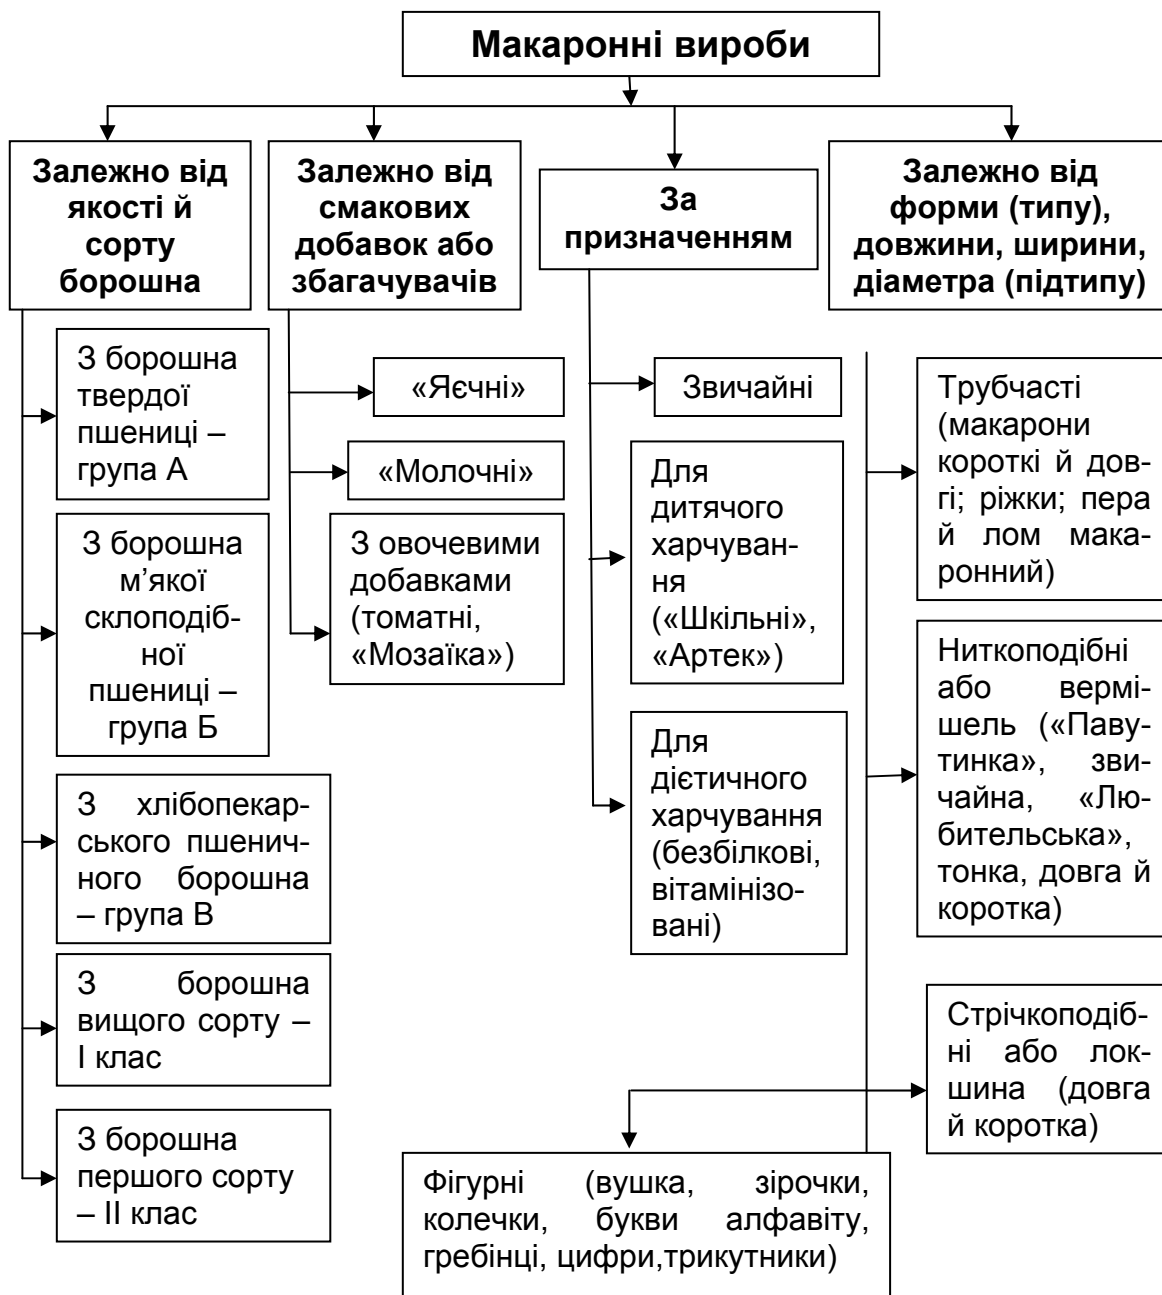 Макаронні вироби
Залежно від
якості й
сорту
борошна
З борошна
твердої
пшениці –
група А
З борошна
м’якої
склоподіб-
ної
пшениці –
група Б
З хлібопекар-
ського пшенич-
ного борошна
– група В
З борошна
вищого сорту –
І клас
З борошна
першого сорту
– ІІ клас
Залежно від
смакових
добавок або
збагачувачів
«Яєчні»
«Молочні»
З овочевими
добавками
(томатні,
«Мозаїка»)
За
призначенням
Звичайні
Для
дитячого
харчуван-
ня
(«Шкільні»,
«Артек»)
Для
дієтичного
харчування
(безбілкові,
вітамінізо-
вані)
Залежно від
форми (типу),
довжини, ширини,
діаметра (підтипу)
Трубчасті
(макарони
короткі й дов-
гі; ріжки; пера
й лом мака-
ронний)
Ниткоподібні
або вермі-
шель («Паву-
тинка», зви-
чайна, «Лю-
бительська»,
тонка, довга й
коротка)
Стрічкоподіб-
ні або лок-
шина (довга
й коротка)
Фігурні (вушка, зірочки,
колечки, букви алфавіту,
гребінці, цифри,трикутники)